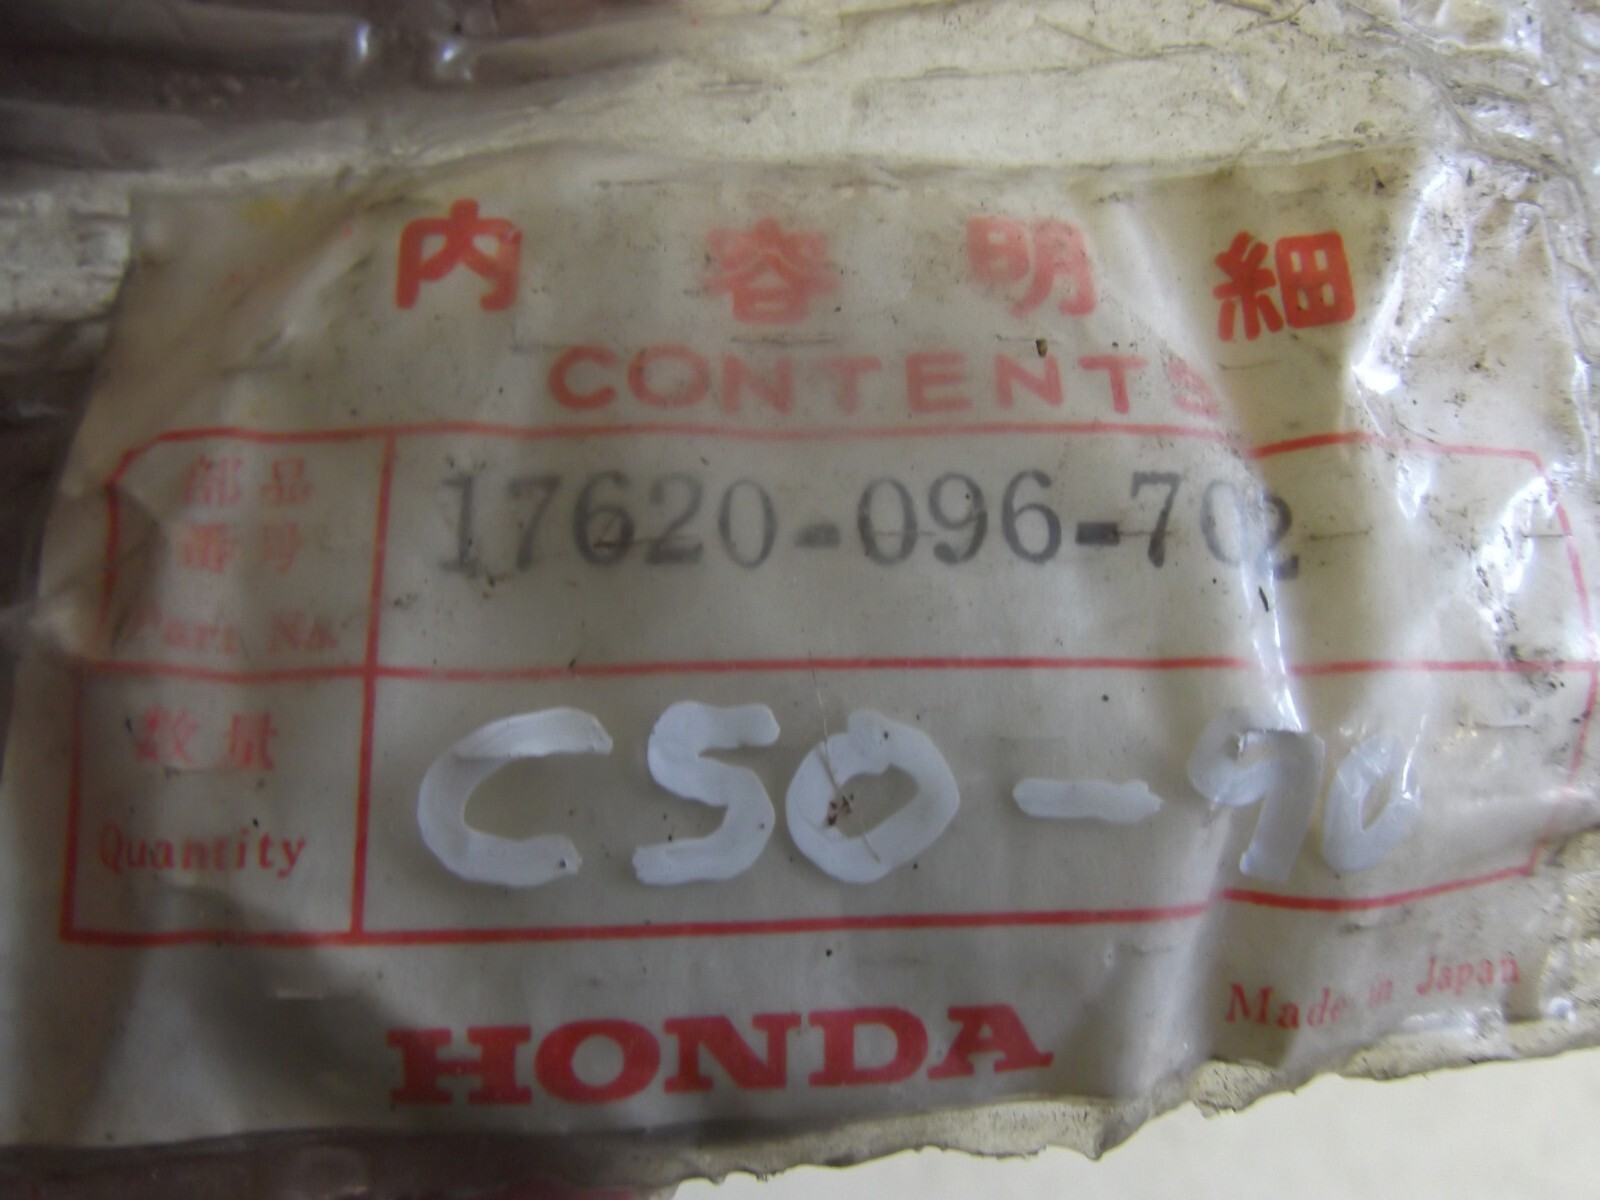 内容明細
CONTENTS
部品
番号
Part No.
17620-096-702
数量
Quantity
C50-90
HONDA
Made in Japan